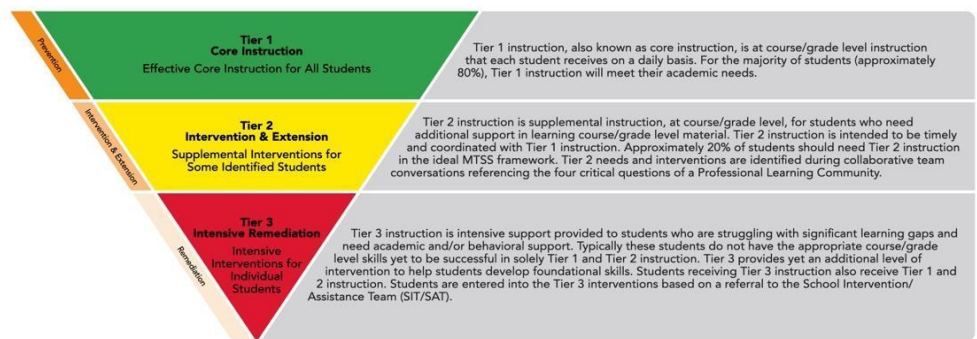 Prevention
Tier 1
Core Instruction
Effective Core Instruction for All Students
Tier 1 instruction, also known as core instruction, is at course/grade level instruction
that each student receives on a daily basis. For the majority of students (approximately
80%), Tier 1 instruction will meet their academic needs.
Intervention & Extension
Tier 2
Intervention & Extension
Supplemental Interventions for
Some Identified Students
Tier 2 instruction is supplemental instruction, at course/grade level, for students who need
additional support in learning course/grade level material. Tier 2 instruction is intended to be timely
and coordinated with Tier 1 instruction. Approximately 20% of students should need Tier 2 instruction
in the ideal MTSS framework. Tier 2 needs and interventions are identified during collaborative team
conversations referencing the four critical questions of a Professional Learning Community.
Remediation
Tier 3
Intensive Remediation
Intensive
Interventions for
Individual
Students
Tier 3 instruction is intensive support provided to students who are struggling with significant learning gaps and
need academic and/or behavioral support. Typically these students do not have the appropriate course/grade
level skills yet to be successful in solely Tier 1 and Tier 2 instruction. Tier 3 provides yet an additional level of
intervention to help students develop foundational skills. Students receiving Tier 3 instruction also receive Tier 1 and
2 instruction. Students are entered into the Tier 3 interventions based on a referral to the School Intervention/
Assistance Team (SIT/SAT).